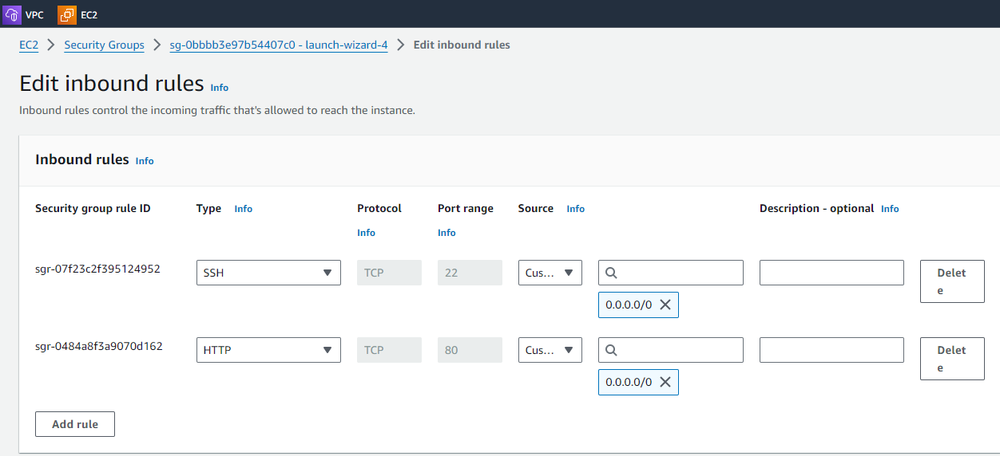 VPC EC2
EC2 > Security Groups > sg-0bbbb3e97b54407c0 - launch-wizard-4 > Edit inbound rules
Edit inbound rules Info
Inbound rules control the incoming traffic that's allowed to reach the instance.
Inbound rules Info
Security group rule ID Type Info Protocol Port range Source Info Description - optional Info
Info Info
sgr-07f23c2f395124952 SSH TCP 22 Cus... Delet
e
0.0.0.0/0
sgr-0484a8f3a9070d162 HTTP TCP 80 Cus... Delet
e
0.0.0.0/0
Add rule